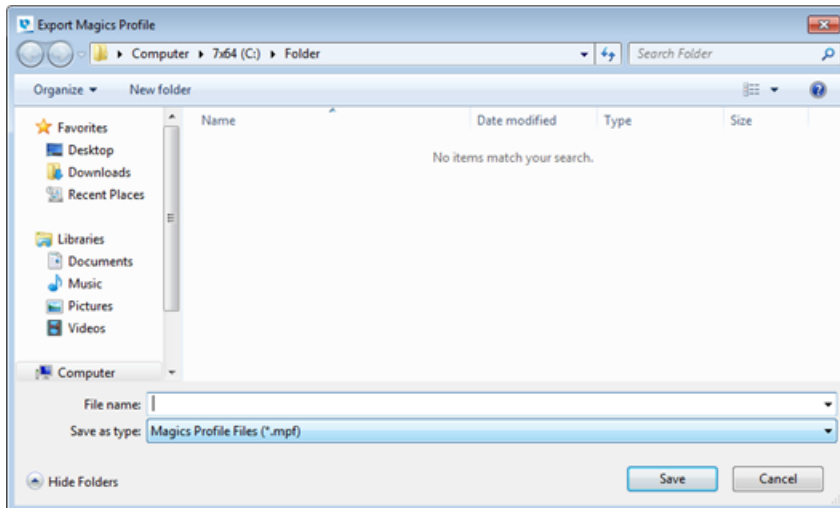 Export Magics Profile
Computer 7x64 (C:) Folder Search Folder
Organize New folder
Favorites
Desktop
Downloads
Recent Places
Libraries
Documents
Music
Pictures
Videos
Computer
Name Date modified Type Size
No items match your search.
File name:
Save as type: Magics Profile Files (*.mpf)
Hide Folders Save Cancel